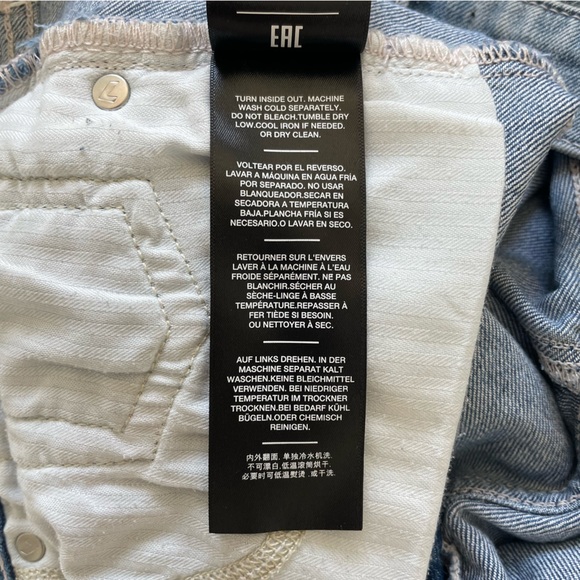 EAC
TURN INSIDE OUT. MACHINE
WASH COLD SEPARATELY.
DO NOT BLEACH.TUMBLE DRY
LOW.COOL IRON IF NEEDED.
OR DRY CLEAN.
VOLTEAR POR EL REVERSO.
LAVAR A MÁQUINA EN AGUA FRÍA
POR SEPARADO. NO USAR
BLANQUEADOR.SECAR EN
SECADORA A TEMPERATURA
BAJA.PLANCHA FRÍA SI ES
NECESARIO.O LAVAR EN SECO.
RETOURNER SUR L'ENVERS
LAVER À LA MACHINE À L'EAU
FROIDE SÉPARÉMENT. NE PAS
BLANCHIR.SÉCHER AU
SÈCHE-LINGE À BASSE
TEMPÉRATURE.REPASSER À
FER TIÈDE SI BESOIN.
OU NETTOYER À SEC.
AUF LINKS DREHEN. IN DER
MASCHINE SEPARAT KALT
WASCHEN.KEINE BLEICHMITTEL
VERWENDEN. BEI NIEDRIGER
TEMPERATUR IM TROCKNER
TROCKNEN.BEI BEDARF KÜHL
BÜGELN.ODER CHEMISCH
REINIGEN.
内外翻面, 单独冷水机洗.
不可漂白,低温滚筒烘干.
必要时可低温熨烫 ,或干洗.